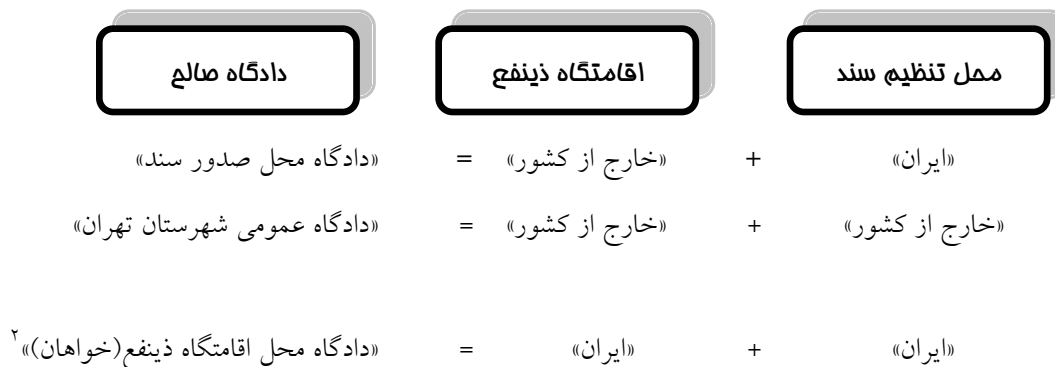 محل تنظیم سند اقامتگاه ذینفع دادگاه صالح
«ایران» + «خارج از کشور» = «دادگاه محل صدور سند»
«خارج از کشور» + «خارج از کشور» = «دادگاه عمومی شهرستان تهران»
«ایران» + «ایران» = «دادگاه محل اقامتگاه ذینفع(خواهان)»۲